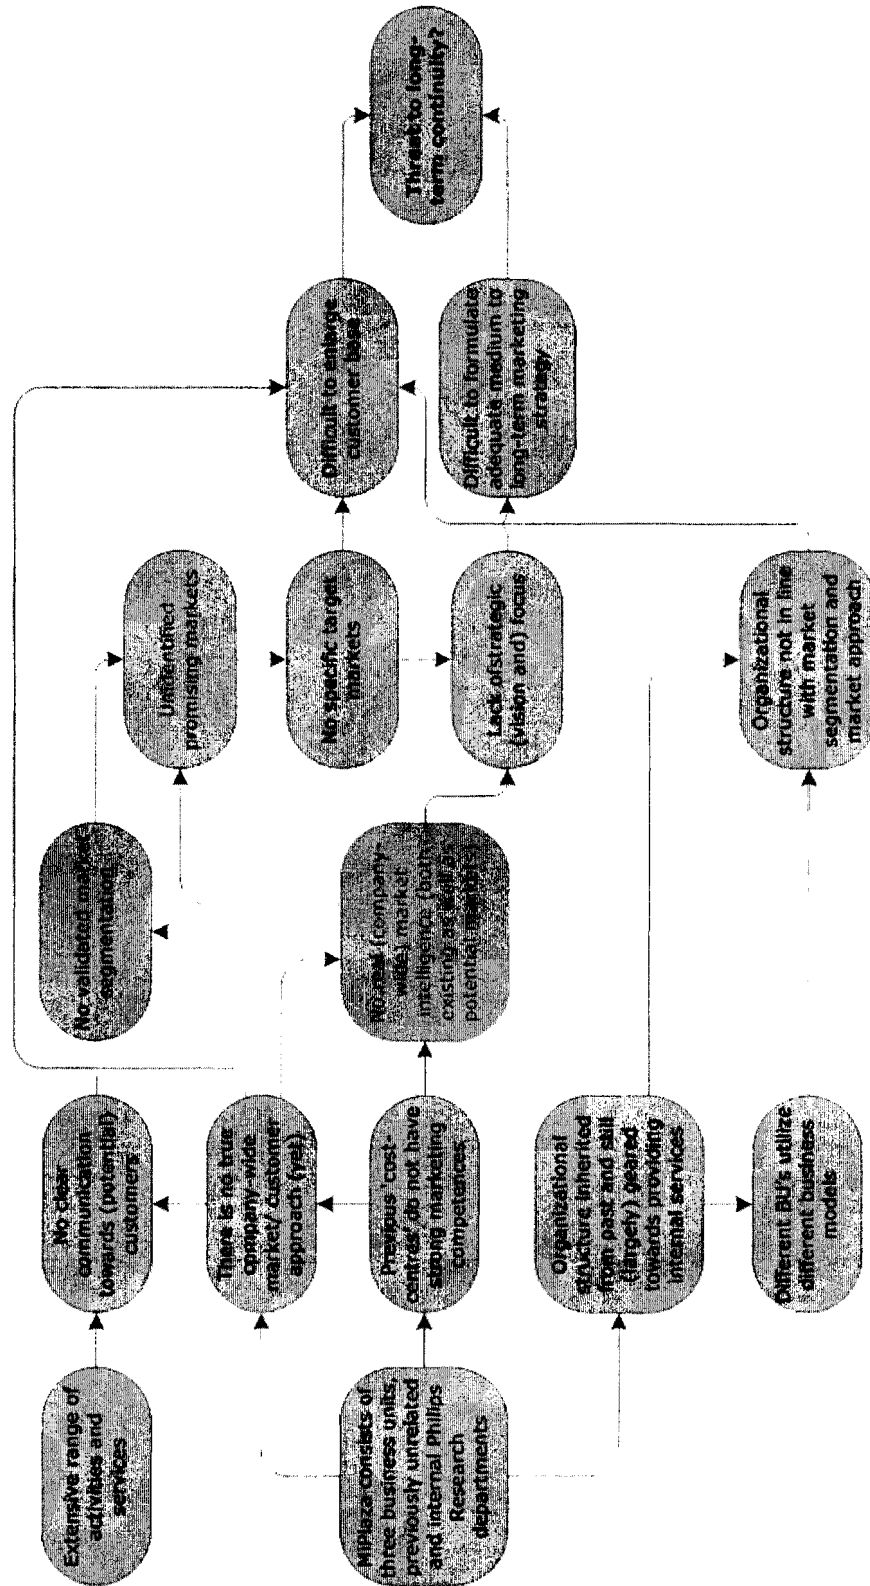 Extensive range of
activities and
services
MiPlaza consists of
three business units,
previously unrelated
and internal Philips
Research
departments
No clear
communication
towards (potential)
customers
There is no true
company-wide
market/ customer
approach (yet)
Previous 'cost-
centres' do not have
strong marketing
competences
Organizational
structure inherited
from past and still
(largely) geared
towards providing
internal services
Different BU's utilize
different business
models
No validated market
segmentation
No real (company-
wide) market
intelligence (both
existing as well as
potential markets)
Unidentified
promising markets
No specific target
markets
Lack ofstrategic
(vision and) focus
Organizational
structure not in line
with market
segmentation and
market approach
Difficult to enlarge
customer base
Difficult to formulate
adequate medium to
long-term marketing
strategy
Threat to long-
term continuity?